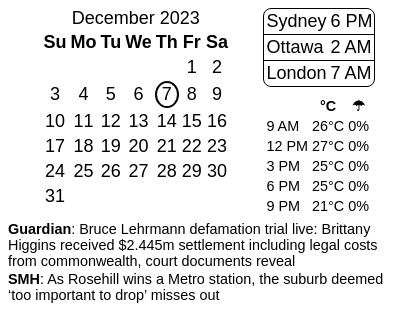 December 2023
Su Mo Tu We Th Fr Sa
1 2
3 4 5 6 7 8 9
10 11 12 13 14 15 16
17 18 19 20 21 22 23
24 25 26 27 28 29 30
31
Sydney 6 PM
Ottawa 2 AM
London 7 AM
°C ☂
9 AM 26°C 0%
12 PM 27°C 0%
3 PM 25°C 0%
6 PM 25°C 0%
9 PM 21°C 0%
Guardian: Bruce Lehrmann defamation trial live: Brittany
Higgins received $2.445m settlement including legal costs
from commonwealth, court documents reveal
SMH: As Rosehill wins a Metro station, the suburb deemed
‘too important to drop’ misses out